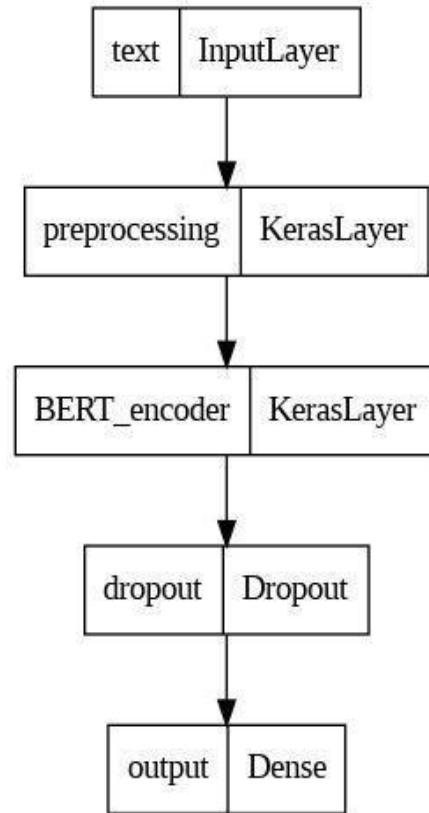 text InputLayer
preprocessing KerasLayer
BERT_encoder KerasLayer
dropout Dropout
output Dense